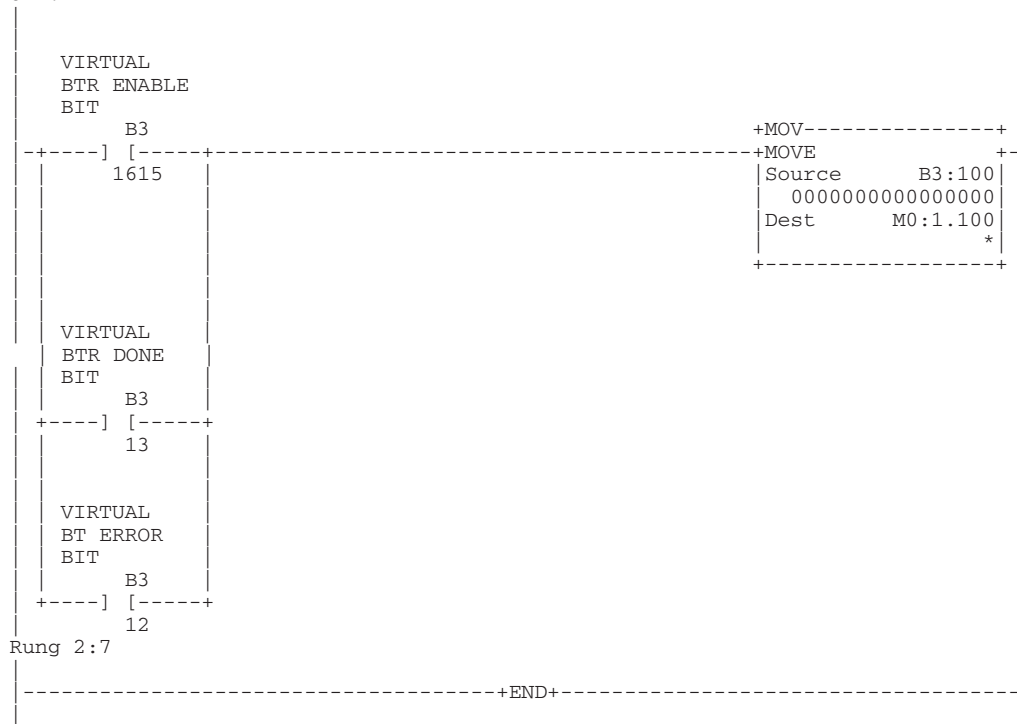 VIRTUAL
BTR ENABLE
BIT
B3 +MOV---------------+
-+----] [-----+------------------------------------------+MOVE +-
1615 |Source B3:100|
0000000000000000|
|Dest M0:1.100|
*|
+------------------+
VIRTUAL
BTR DONE
BIT
B3
+----] [-----+
13
VIRTUAL
BT ERROR
BIT
B3
+----] [-----+
12
Rung 2:7
|-------------------------------------+END+------------------------------------